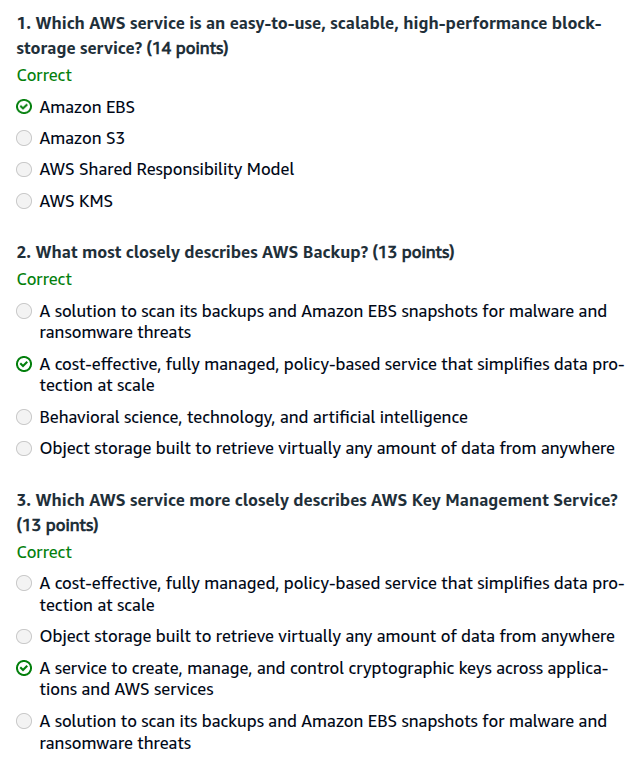 1. Which AWS service is an easy-to-use, scalable, high-performance block-
storage service? (14 points)
Correct
Amazon EBS
Amazon S3
AWS Shared Responsibility Model
AWS KMS
2. What most closely describes AWS Backup? (13 points)
Correct
A solution to scan its backups and Amazon EBS snapshots for malware and
ransomware threats
A cost-effective, fully managed, policy-based service that simplifies data pro-
tection at scale
Behavioral science, technology, and artificial intelligence
Object storage built to retrieve virtually any amount of data from anywhere
3. Which AWS service more closely describes AWS Key Management Service?
(13 points)
Correct
A cost-effective, fully managed, policy-based service that simplifies data pro-
tection at scale
Object storage built to retrieve virtually any amount of data from anywhere
A service to create, manage, and control cryptographic keys across applica-
tions and AWS services
A solution to scan its backups and Amazon EBS snapshots for malware and
ransomware threats